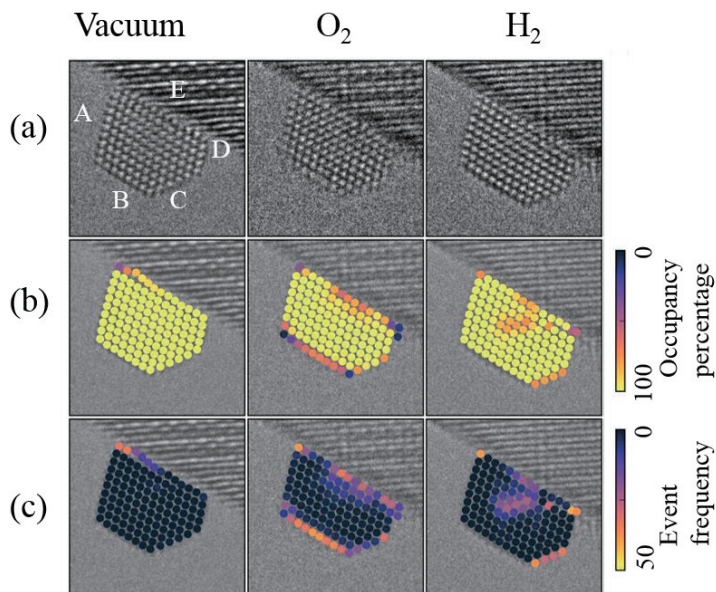 Vacuum O₂ H₂
(a)
A
E
D
B
C
(b)
0
Occupancy percentage
100
(c)
0
Event frequency
50